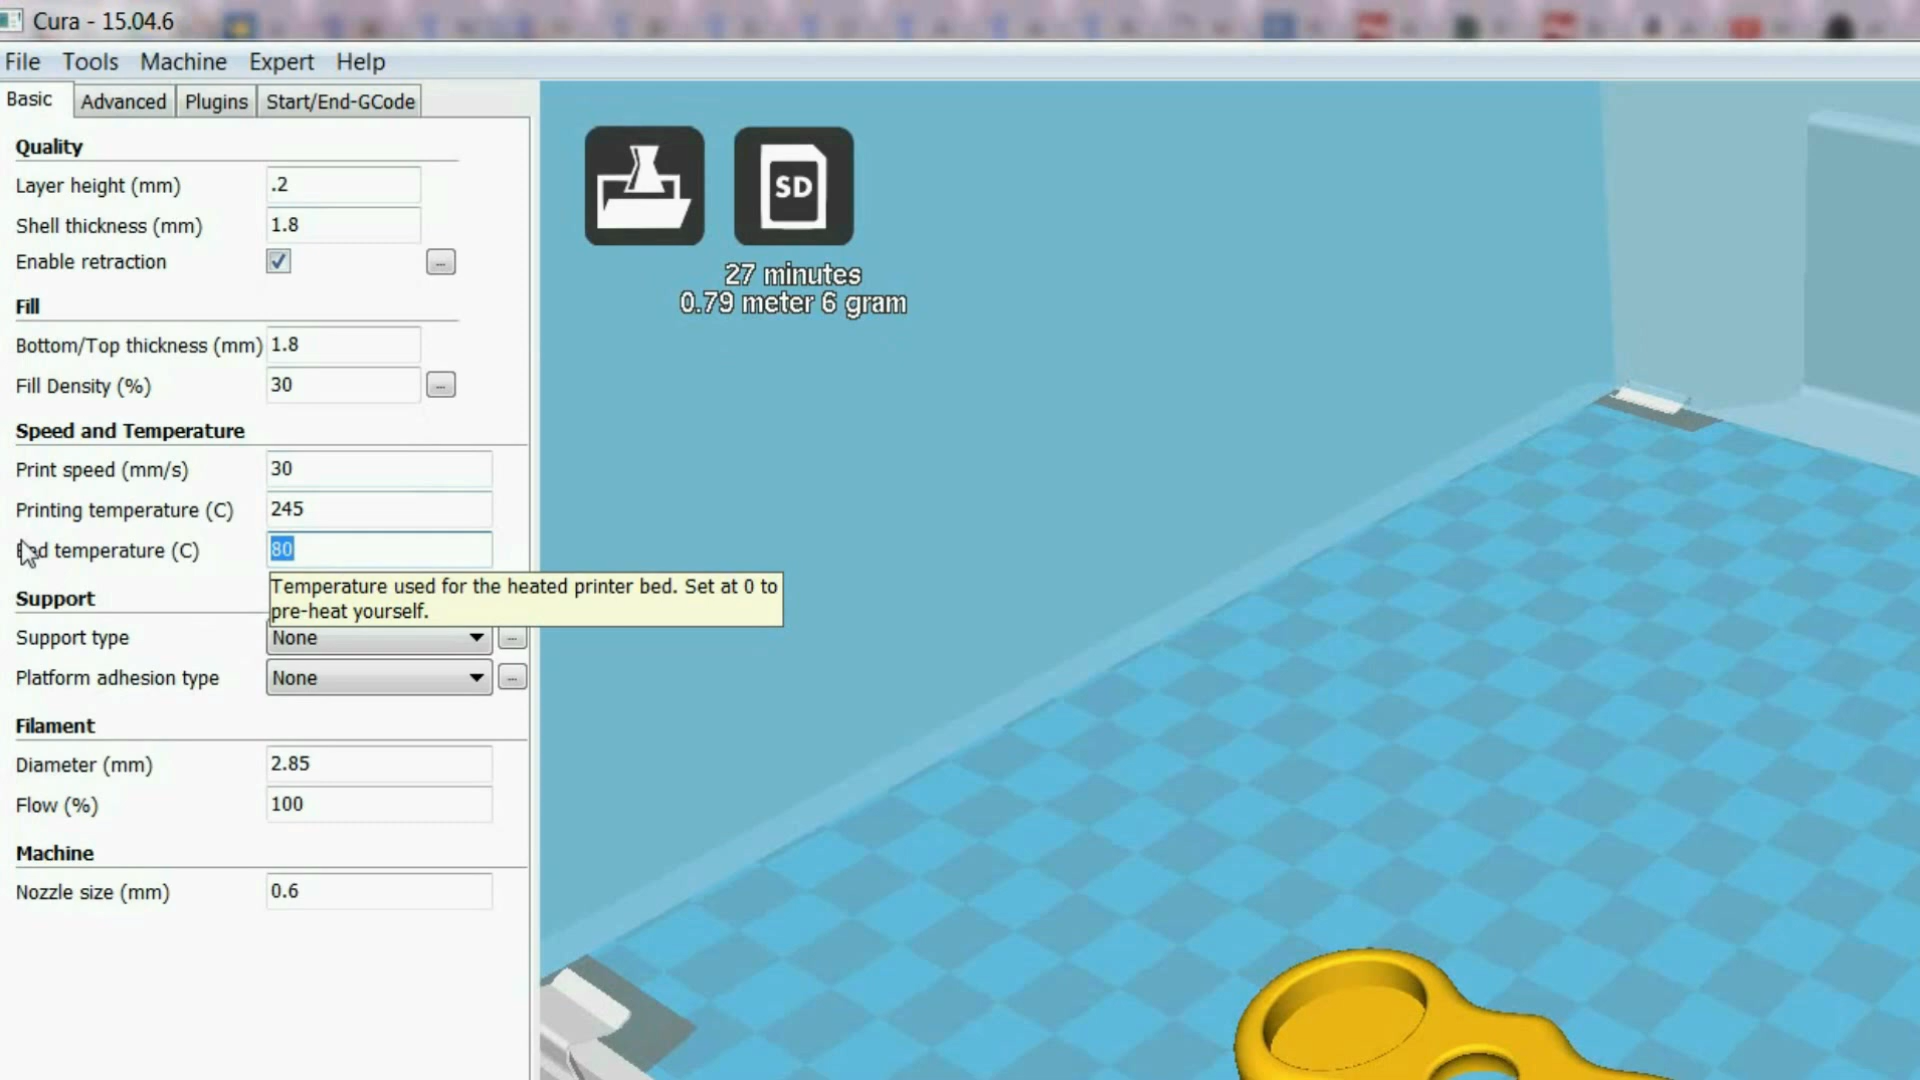 Cura - 15.04.6
File Tools Machine Expert Help
Basic Advanced Plugins Start/End-GCode
Quality
Layer height (mm) .2
Shell thickness (mm) 1.8
Enable retraction ...
Fill
Bottom/Top thickness (mm) 1.8
Fill Density (%) 30 ...
Speed and Temperature
Print speed (mm/s) 30
Printing temperature (C) 245
temperature (C) 80
Temperature used for the heated printer bed. Set at 0 to
pre-heat yourself.
Support
Support type None ...
Platform adhesion type None ...
Filament
Diameter (mm) 2.85
Flow (%) 100
Machine
Nozzle size (mm) 0.6
SD
27 minutes
0.79 meter 6 gram